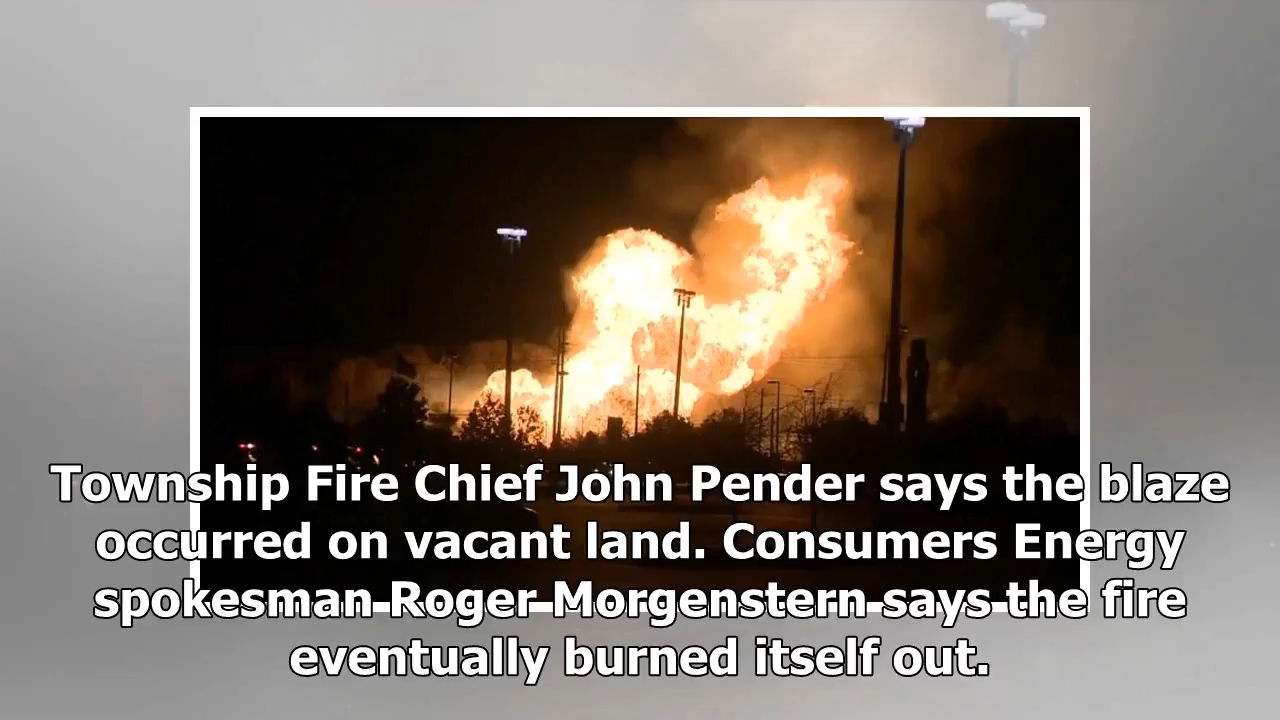 Township Fire Chief John Pender says the blaze
occurred on vacant land. Consumers Energy
spokesman Roger Morgenstern says the fire
eventually burned itself out.